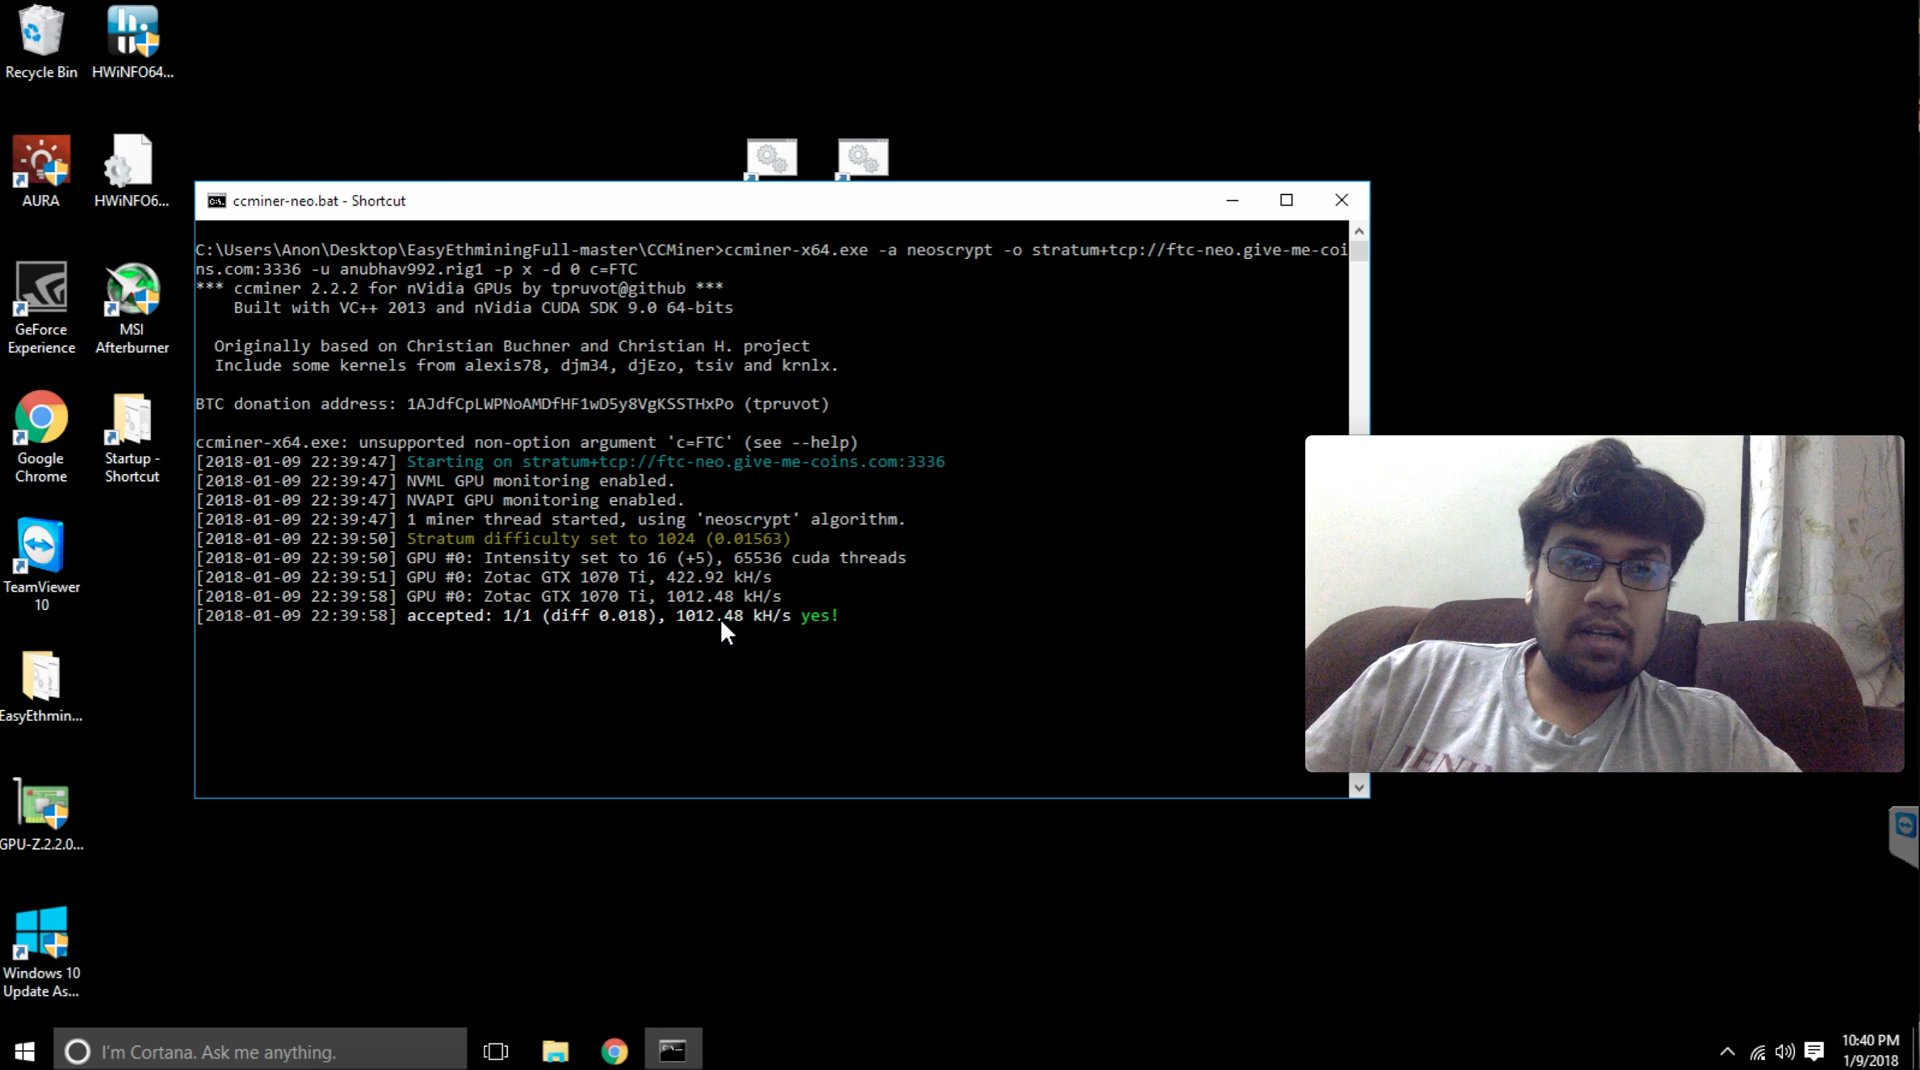 Recycle Bin
HWiNFO64...
AURA
HWiNFO6...
GeForce
Experience
MSI
Afterburner
Google
Chrome
Startup -
Shortcut
TeamViewer
10
EasyEthmin...
GPU-Z.2.2.0...
Windows 10
Update As...
ccminer-neo.bat - Shortcut
C:\Users\Anon\Desktop\EasyEthminingFull-master\CCMiner>ccminer-x64.exe -a neoscrypt -o stratum+tcp://ftc-neo.give-me-coi
ns.com:3336 -u anubhav992.rig1 -p x -d 0 c=FTC
*** ccminer 2.2.2 for nVidia GPUs by tpruvot@github ***
Built with VC++ 2013 and nVidia CUDA SDK 9.0 64-bits
Originally based on Christian Buchner and Christian H. project
Include some kernels from alexis78, djm34, djEzo, tsiv and krnlx.
BTC donation address: 1AJdfCpLWPNoAMDfHF1wD5y8VgKSSTHxPo (tpruvot)
ccminer-x64.exe: unsupported non-option argument 'c=FTC' (see --help)
[2018-01-09 22:39:47] Starting on stratum+tcp://ftc-neo.give-me-coins.com:3336
[2018-01-09 22:39:47] NVML GPU monitoring enabled.
[2018-01-09 22:39:47] NVAPI GPU monitoring enabled.
[2018-01-09 22:39:47] 1 miner thread started, using 'neoscrypt' algorithm.
[2018-01-09 22:39:50] Stratum difficulty set to 1024 (0.01563)
[2018-01-09 22:39:50] GPU #0: Intensity set to 16 (+5), 65536 cuda threads
[2018-01-09 22:39:51] GPU #0: Zotac GTX 1070 Ti, 422.92 kH/s
[2018-01-09 22:39:58] GPU #0: Zotac GTX 1070 Ti, 1012.48 kH/s
[2018-01-09 22:39:58] accepted: 1/1 (diff 0.018), 1012.48 kH/s yes!
I'm Cortana. Ask me anything.
10:40 PM
1/9/2018